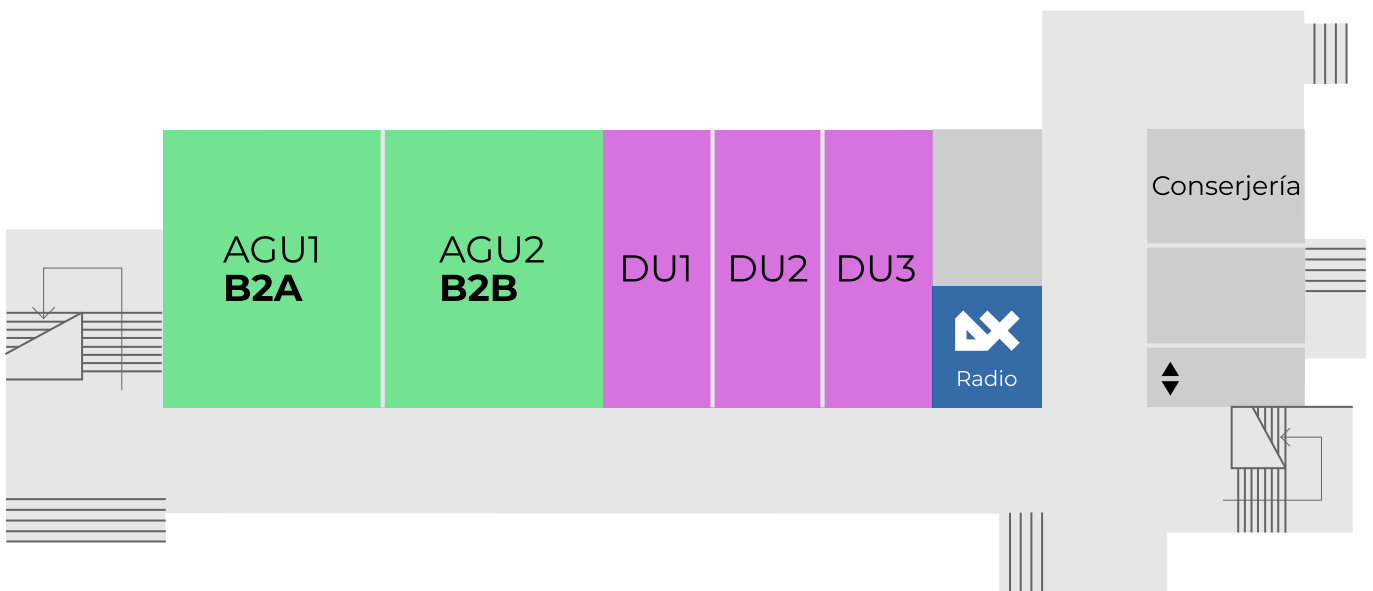 AGU1
B2A
AGU2
B2B
DU1
DU2
DU3
Radio
Conserjería